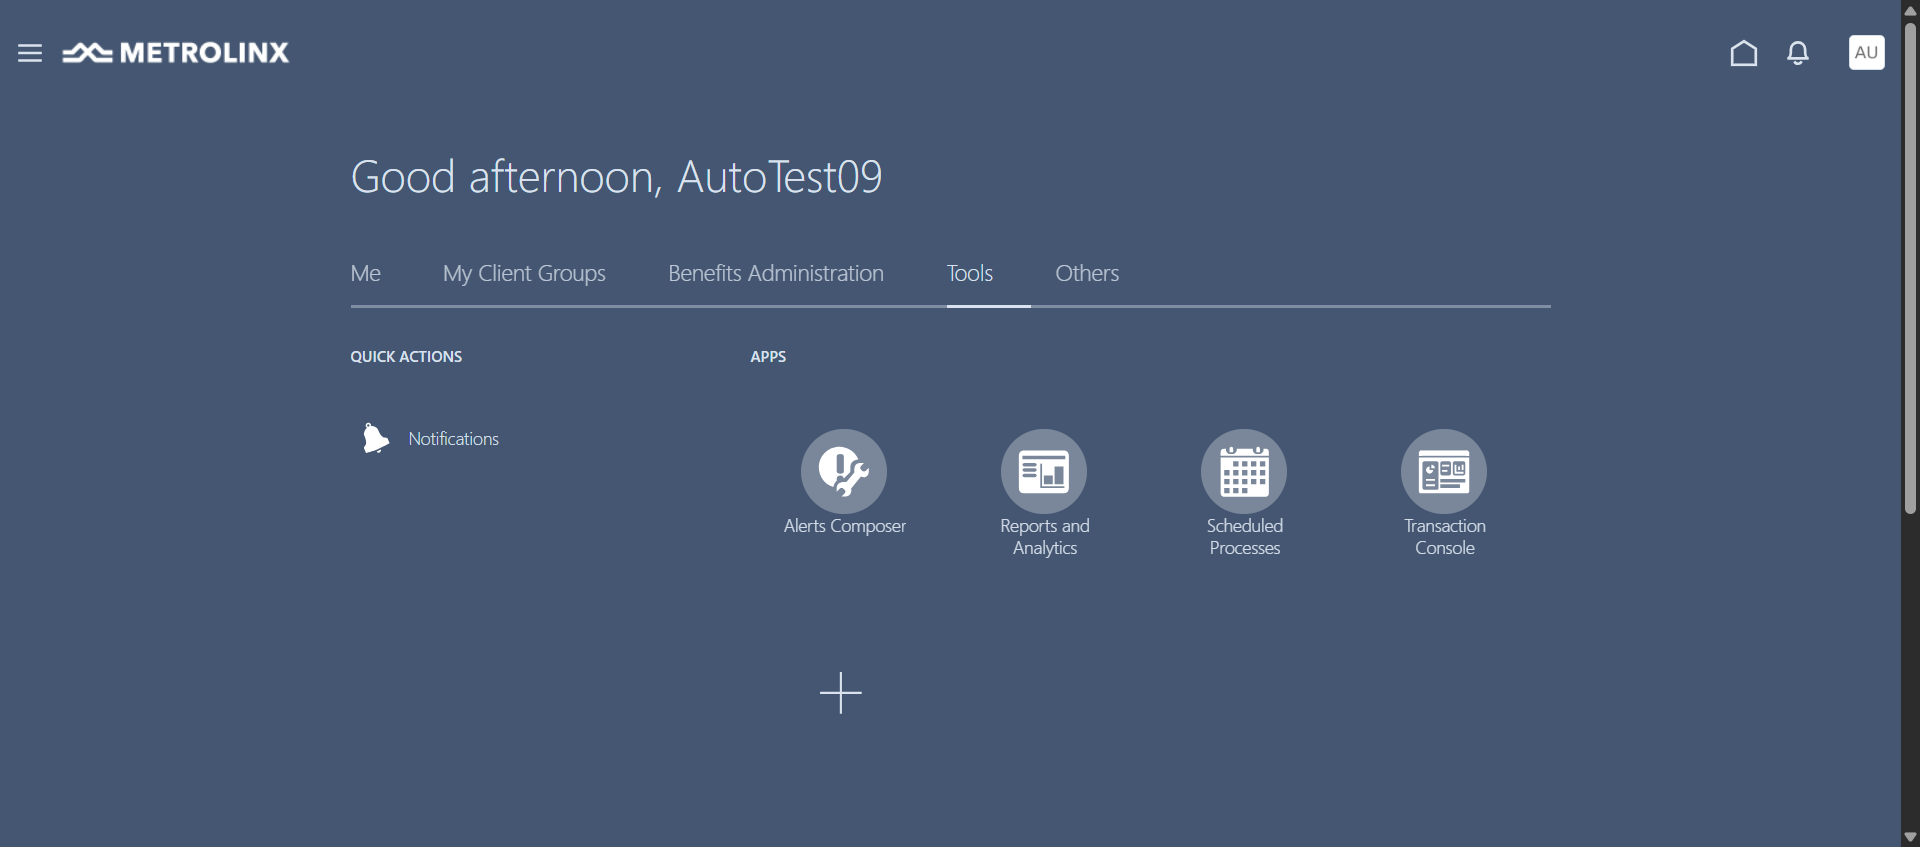 METROLINX
AU
Good afternoon, AutoTest09
Me
My Client Groups
Benefits Administration
Tools
Others
QUICK ACTIONS
APPS
Notifications
Alerts Composer
Reports and
Analytics
Scheduled
Processes
Transaction
Console